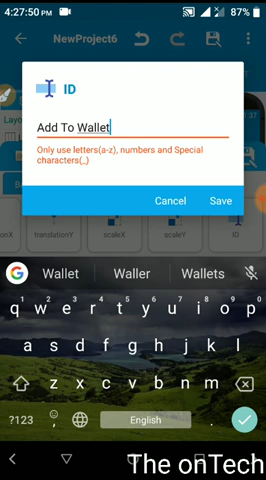 4:27:50 PM
87%
NewProject6
ID
Add To Wallet
Only use letters(a-z), numbers and Special
characters(_)
Cancel
Save
translationY
scaleX
scaleY
ID
Wallet
Waller
Wallets
q w e r t y u i o p
a s d f g h j k l
z x c v b n m
?123
English
.
The onTech